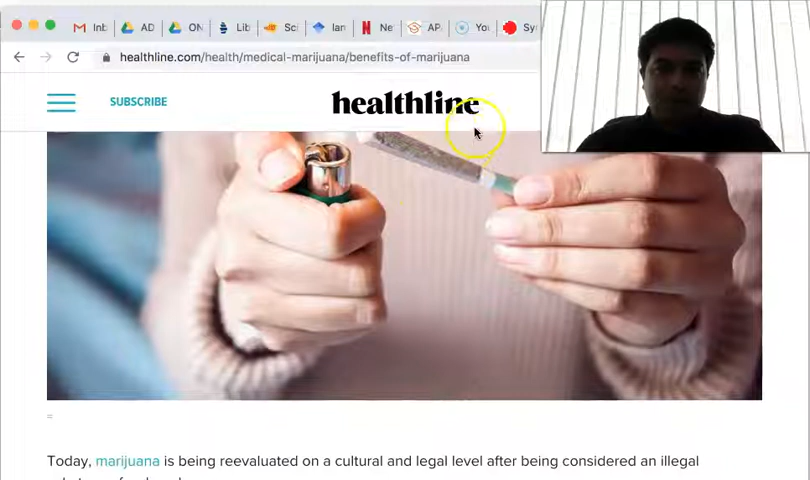 Inb AD ON Lib Sci Ian Ne AP. You Sy
healthline.com/health/medical-marijuana/benefits-of-marijuana
SUBSCRIBE healthline
Today, marijuana is being reevaluated on a cultural and legal level after being considered an illegal